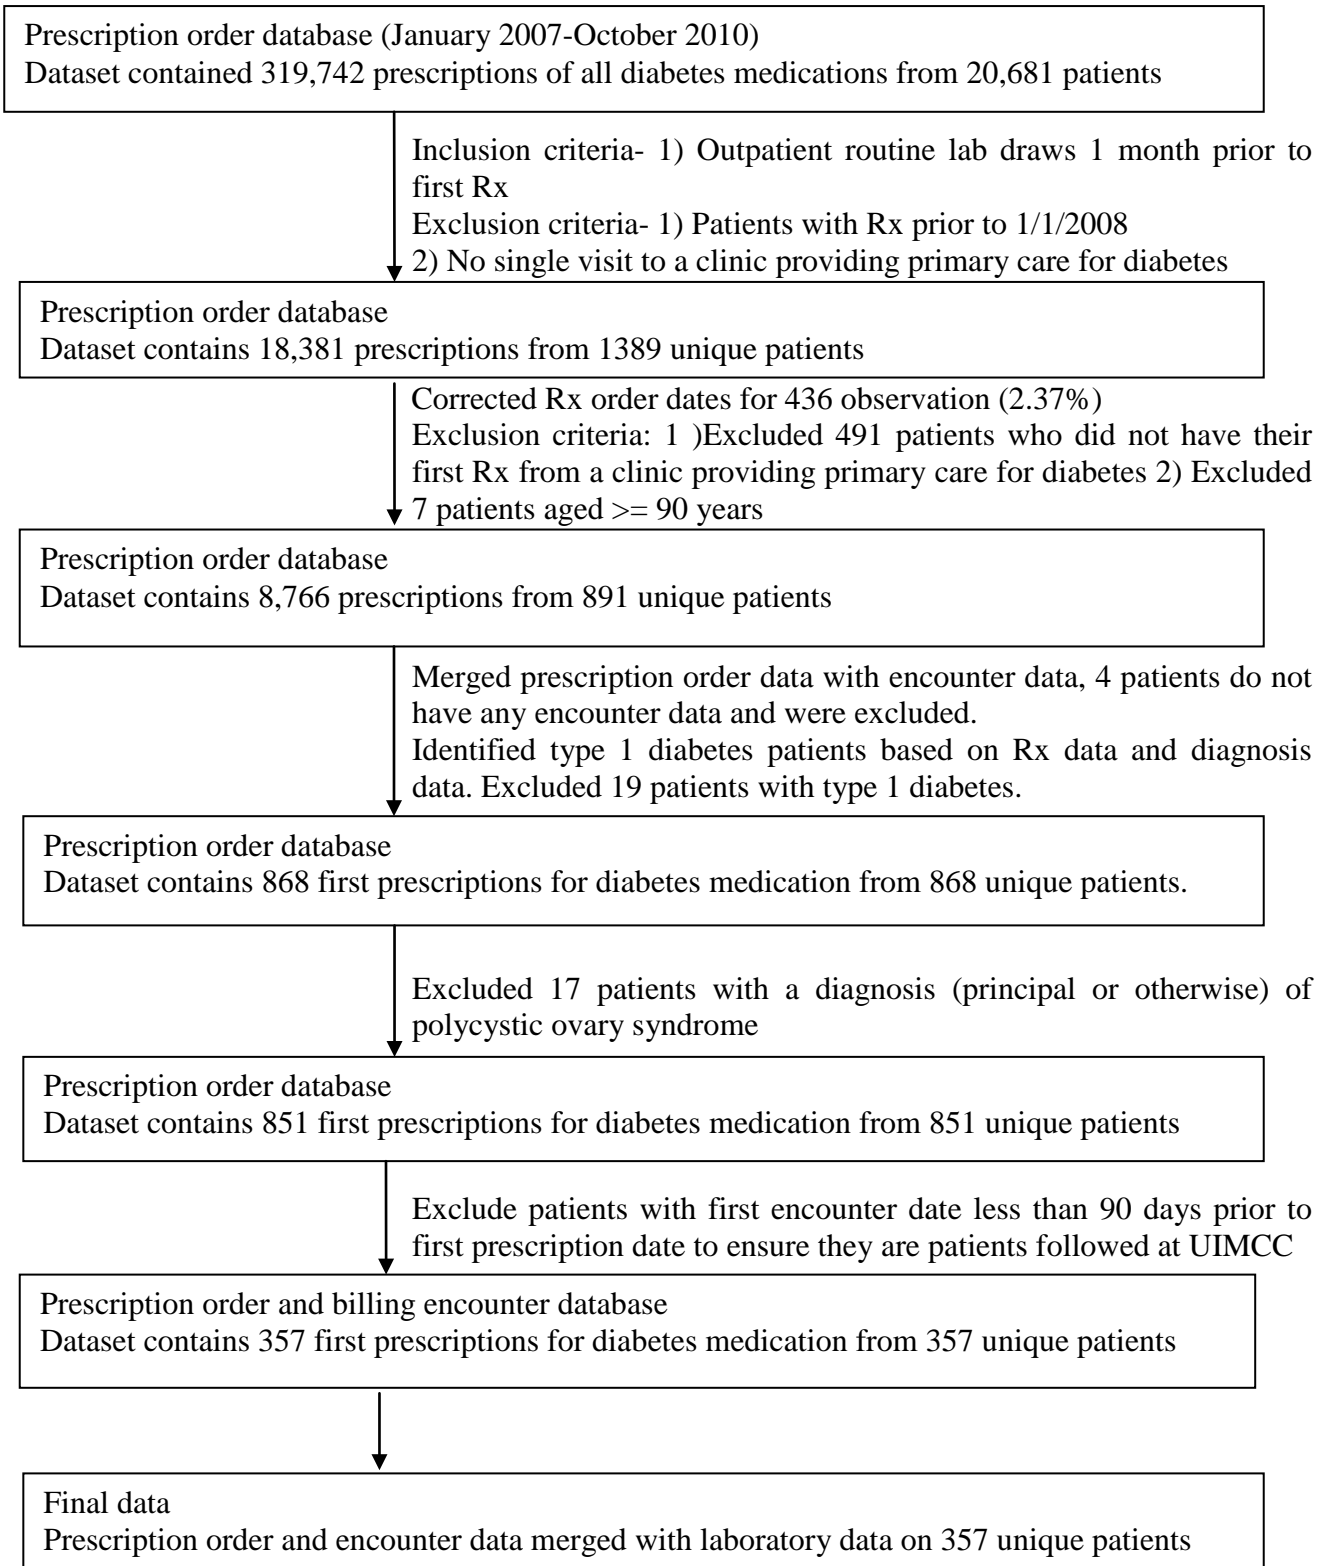 Prescription order database (January 2007-October 2010)
Dataset contained 319,742 prescriptions of all diabetes medications from 20,681 patients
Inclusion criteria- 1) Outpatient routine lab draws 1 month prior to
first Rx
Exclusion criteria- 1) Patients with Rx prior to 1/1/2008
2) No single visit to a clinic providing primary care for diabetes
Prescription order database
Dataset contains 18,381 prescriptions from 1389 unique patients
Corrected Rx order dates for 436 observation (2.37%)
Exclusion criteria: 1 )Excluded 491 patients who did not have their
first Rx from a clinic providing primary care for diabetes 2) Excluded
7 patients aged >= 90 years
Prescription order database
Dataset contains 8,766 prescriptions from 891 unique patients
Merged prescription order data with encounter data, 4 patients do not
have any encounter data and were excluded.
Identified type 1 diabetes patients based on Rx data and diagnosis
data. Excluded 19 patients with type 1 diabetes.
Prescription order database
Dataset contains 868 first prescriptions for diabetes medication from 868 unique patients.
Excluded 17 patients with a diagnosis (principal or otherwise) of
polycystic ovary syndrome
Prescription order database
Dataset contains 851 first prescriptions for diabetes medication from 851 unique patients
Exclude patients with first encounter date less than 90 days prior to
first prescription date to ensure they are patients followed at UIMCC
Prescription order and billing encounter database
Dataset contains 357 first prescriptions for diabetes medication from 357 unique patients
Final data
Prescription order and encounter data merged with laboratory data on 357 unique patients